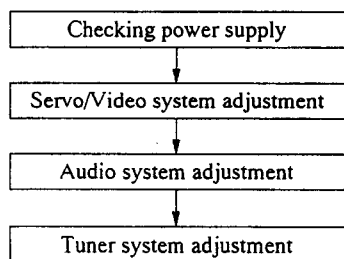 Checking power supply
Servo/Video system adjustment
Audio system adjustment
Tuner system adjustment